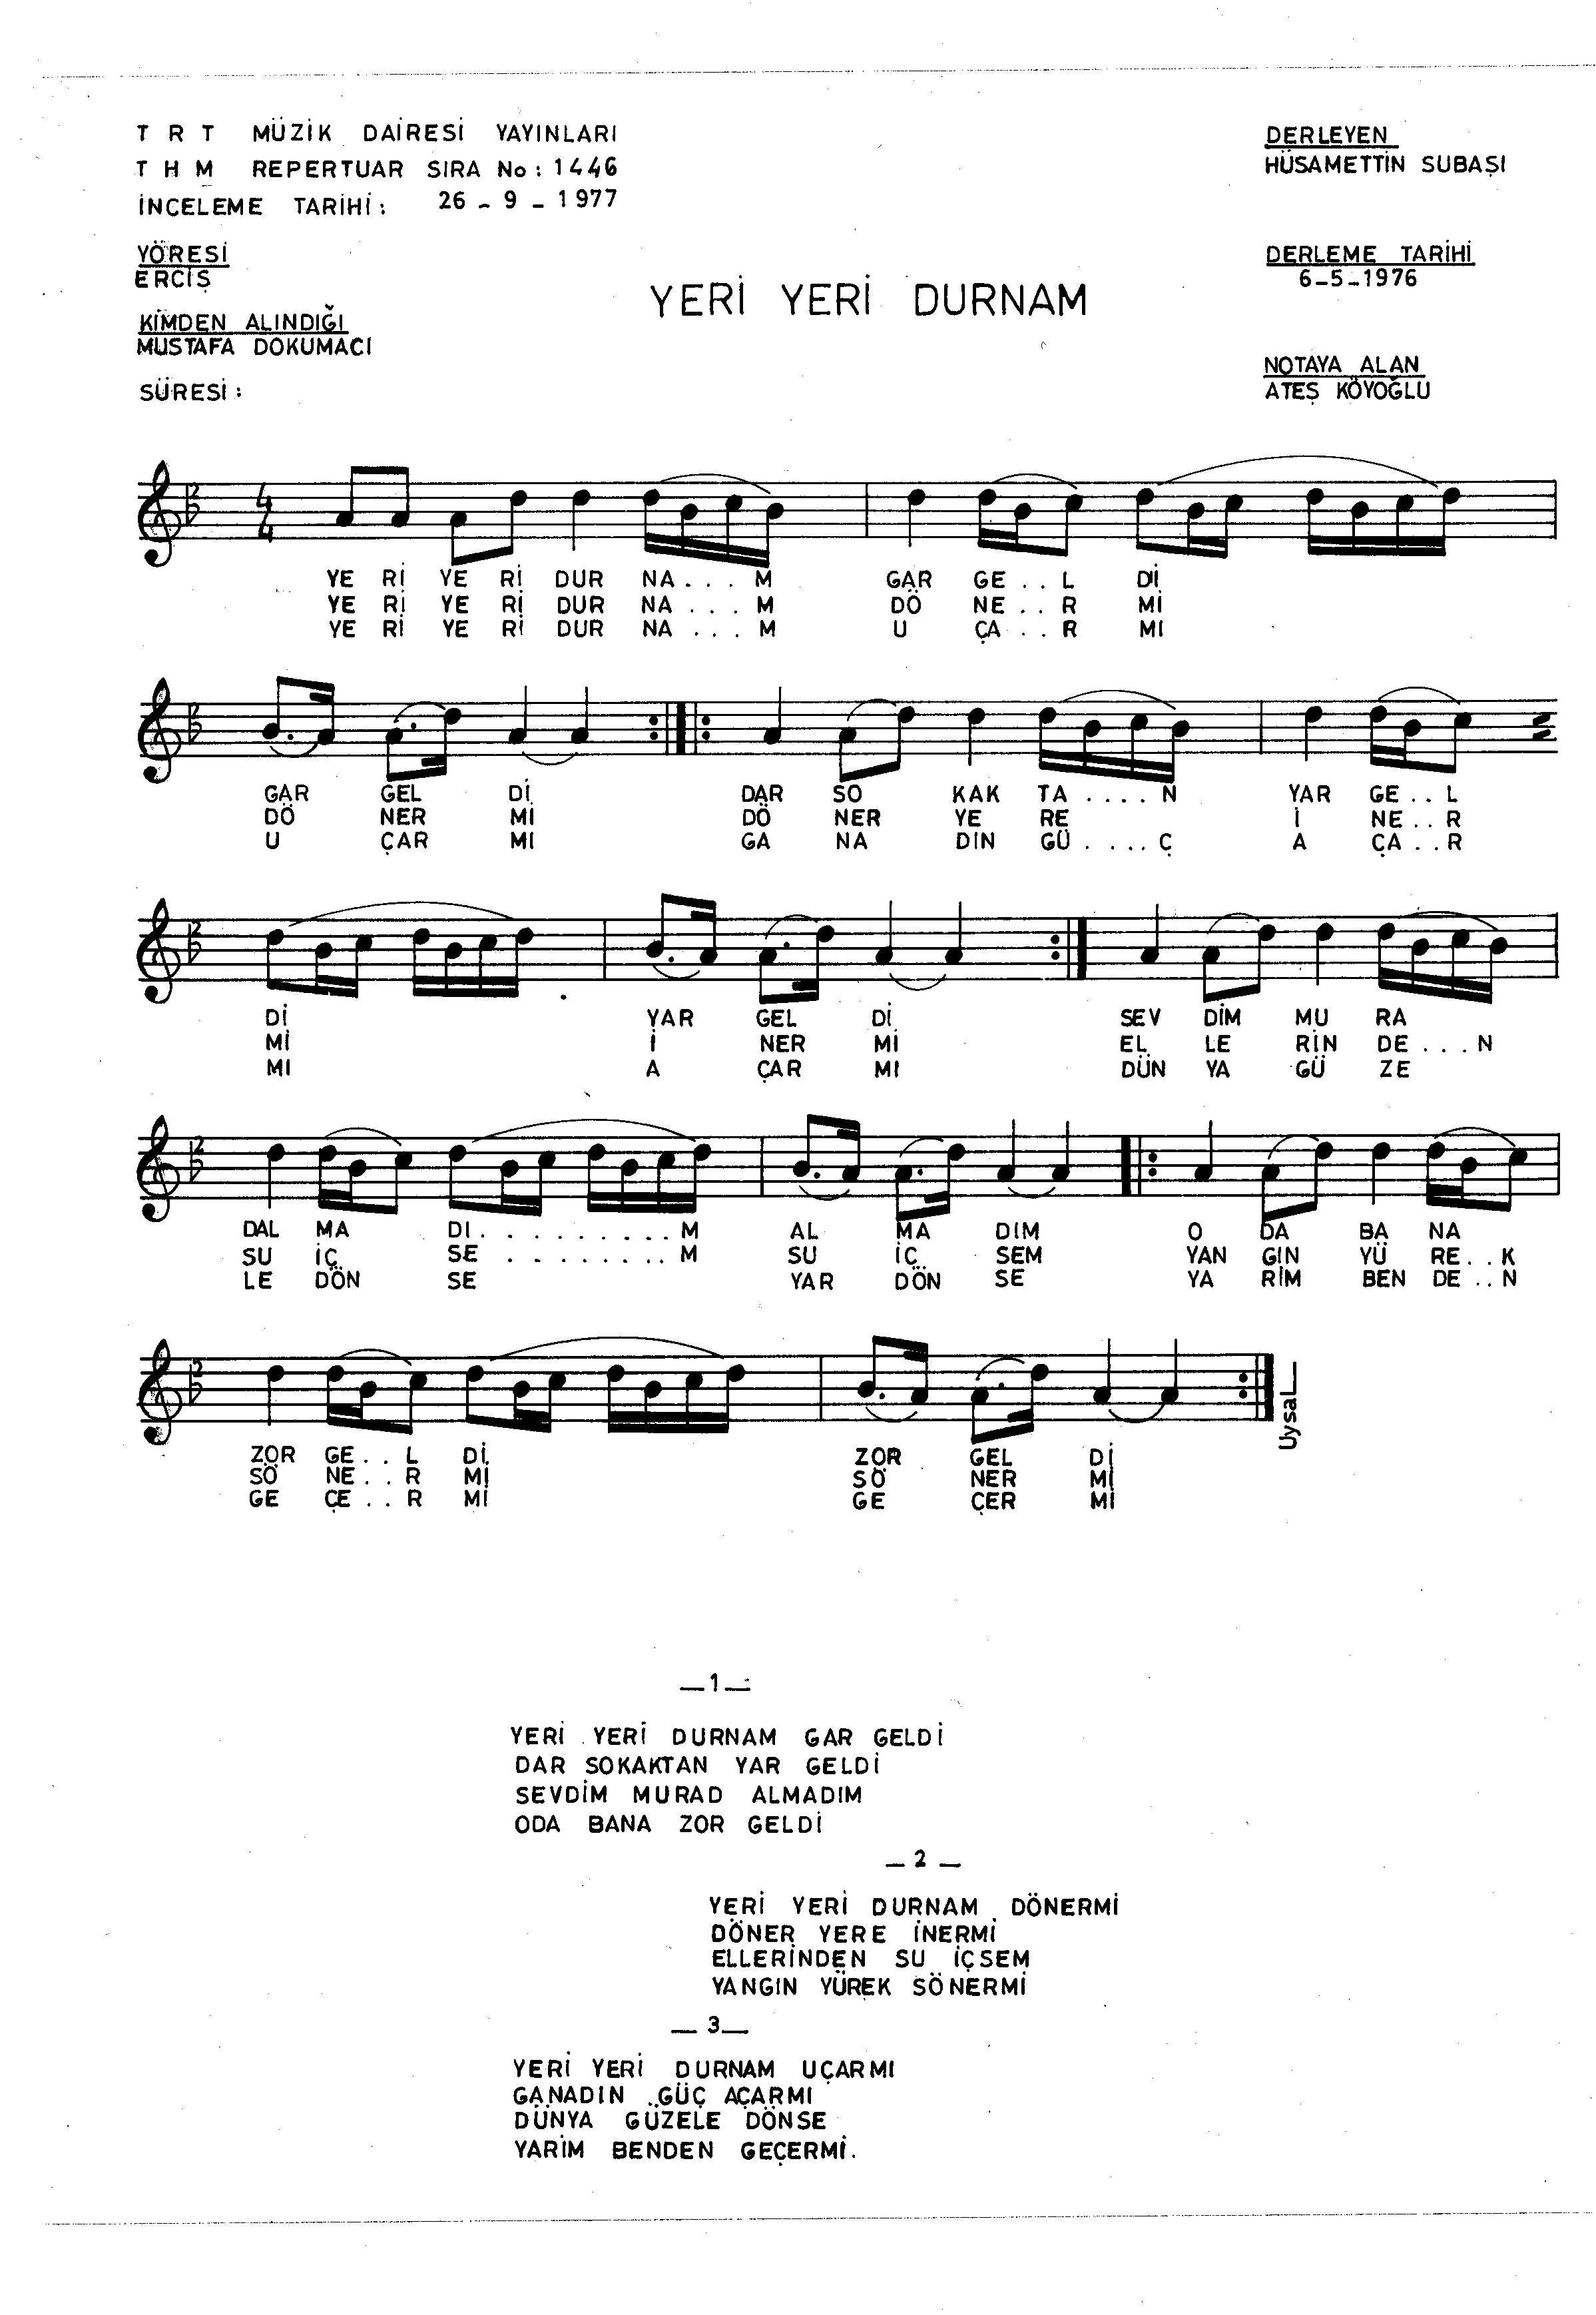 T R T MÜZİK DAİRESİ YAYINLARI
T H M REPERTUAR SIRA No: 1446
İNCELEME TARİHİ: 26 - 9 - 1977
DERLEYEN
HÜSAMETTİN SUBAŞI
YÖRESİ
ERCİŞ
DERLEME TARİHİ
6-5-1976
YERİ YERİ DURNAM
KİMDEN ALINDIĞI
MUSTAFA DOKUMACI
NOTAYA ALAN
ATEŞ KÖYOĞLU
SÜRESİ:
4
4
YE Rİ YE Rİ DUR NA... M GAR GE..L Dİ
YE Rİ YE Rİ DUR NA... M DÖ NE..R Mİ
YE Rİ YE Rİ DUR NA... M U ÇA..R MI
GAR GEL Dİ DAR SO KAK TA....N YAR GE..L
DÖ NER Mİ DÖ NER YE RE İ NE..R
U ÇAR MI GA NA DIN GÜ....Ç A ÇA..R
Dİ YAR GEL Dİ SEV DİM MU RA
Mİ İ NER Mİ EL LE RİN DE...N
MI A ÇAR MI DÜN YA GÜ ZE
DAL MA DI..........M AL MA DIM O DA BA NA
SU İÇ SE........M SU İÇ SEM YAN GIN YÜ RE..K
LE DÖN SE YAR DÖN SE YA RİM BEN DE..N
ZOR GE..L Dİ ZOR GEL Dİ
SÖ NE..R Mİ SÖ NER Mİ
GE ÇE..R Mİ GE ÇER Mİ
Uysal
—1—
YERİ YERİ DURNAM GAR GELDİ
DAR SOKAKTAN YAR GELDİ
SEVDİM MURAD ALMADIM
ODA BANA ZOR GELDİ
— 2 —
YERİ YERİ DURNAM DÖNERMİ
DÖNER YERE İNERMİ
ELLERİNDEN SU İÇSEM
YANGIN YÜREK SÖNERMİ
— 3—
YERİ YERİ DURNAM UÇARMI
GANADIN GÜÇ AÇARMI
DÜNYA GÜZELE DÖNSE
YARİM BENDEN GEÇERMİ.